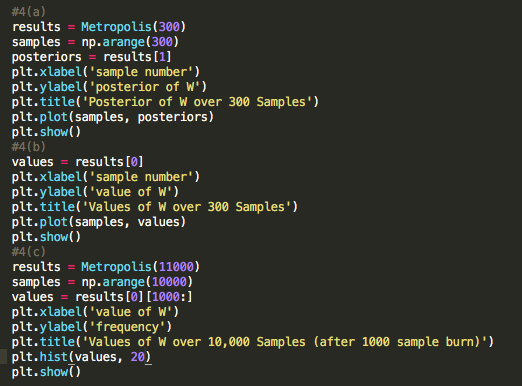 #4(a)
results = Metropolis(300)
samples = np.arange(300)
posteriors = results[1]
plt.xlabel('sample number')
plt.ylabel('posterior of W')
plt.title('Posterior of W over 300 Samples')
plt.plot(samples, posteriors)
plt.show()
#4(b)
values = results[0]
plt.xlabel('sample number')
plt.ylabel('value of W')
plt.title('Values of W over 300 Samples')
plt.plot(samples, values)
plt.show()
#4(c)
results = Metropolis(11000)
samples = np.arange(10000)
values = results[0][1000:]
plt.xlabel('value of W')
plt.ylabel('frequency')
plt.title('Values of W over 10,000 Samples (after 1000 sample burn)')
plt.hist(values, 20)
plt.show()